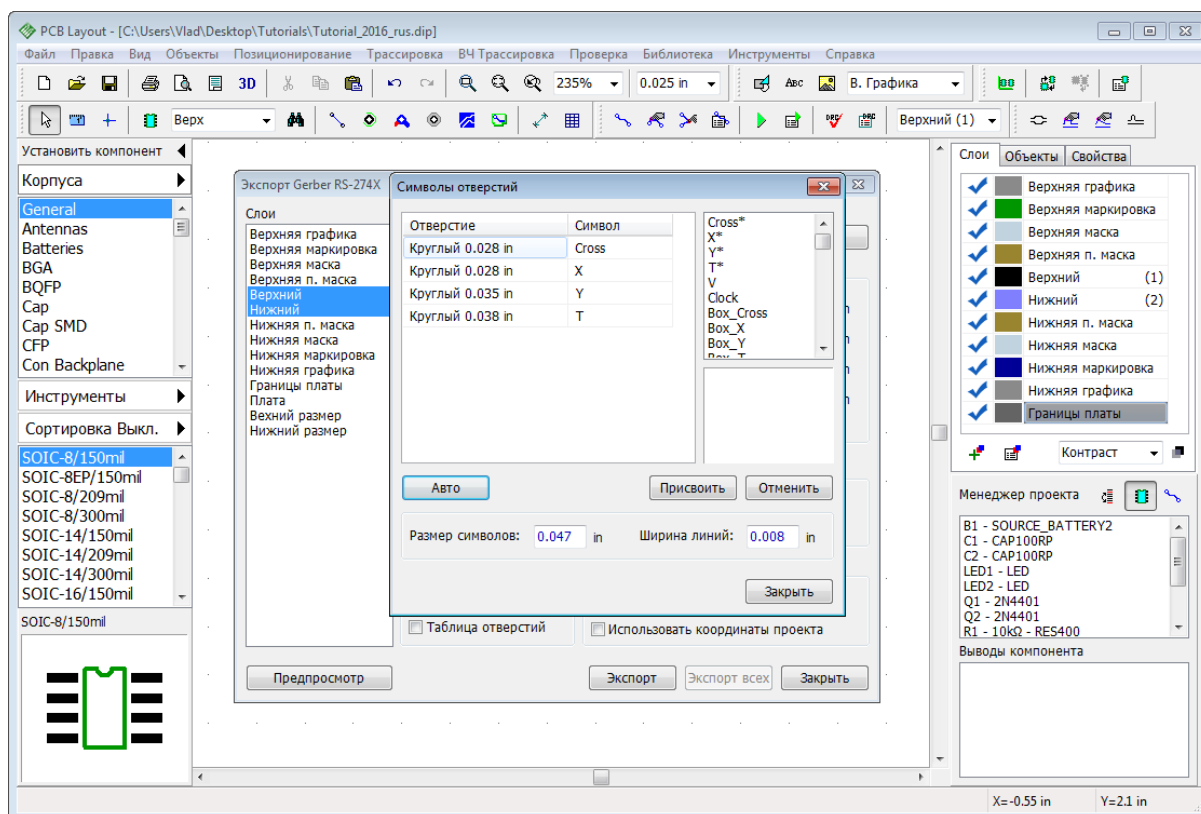 PCB Layout - [C:\Users\Vlad\Desktop\Tutorials\Tutorial_2016_rus.dip]
Файл Правка Вид Объекты Позиционирование Трассировка ВЧ Трассировка Проверка Библиотека Инструменты Справка
3D 235% 0.025 in ABC В. Графика
Верх DRC DRC Верхний (1)
Установить компонент
Корпуса
General
Antennas
Batteries
BGA
BQFP
Cap
Cap SMD
CFP
Con Backplane
Инструменты
Сортировка Выкл.
SOIC-8/150mil
SOIC-8EP/150mil
SOIC-8/209mil
SOIC-8/300mil
SOIC-14/150mil
SOIC-14/209mil
SOIC-14/300mil
SOIC-16/150mil
SOIC-8/150mil
Экспорт Gerber RS-274X
Слои
Верхняя графика
Верхняя маркировка
Верхняя маска
Верхняя п. маска
Верхний
Нижний
Нижняя п. маска
Нижняя маска
Нижняя маркировка
Нижняя графика
Границы платы
Плата
Вехний размер
Нижний размер
Предпросмотр
Символы отверстий
Отверстие Символ
Круглый 0.028 in Cross
Круглый 0.028 in X
Круглый 0.035 in Y
Круглый 0.038 in T
Cross*
X*
Y*
T*
V
Clock
Box_Cross
Box_X
Box_Y
Box_T
Авто Присвоить Отменить
Размер символов: 0.047 in Ширина линий: 0.008 in
Закрыть
Таблица отверстий Использовать координаты проекта
Экспорт Экспорт всех Закрыть
Слои Объекты Свойства
Верхняя графика
Верхняя маркировка
Верхняя маска
Верхняя п. маска
Верхний (1)
Нижний (2)
Нижняя п. маска
Нижняя маска
Нижняя маркировка
Нижняя графика
Границы платы
Контраст
Менеджер проекта
B1 - SOURCE_BATTERY2
C1 - CAP100RP
C2 - CAP100RP
LED1 - LED
LED2 - LED
Q1 - 2N4401
Q2 - 2N4401
R1 - 10kΩ - RES400
Выводы компонента
X=-0.55 in Y=2.1 in